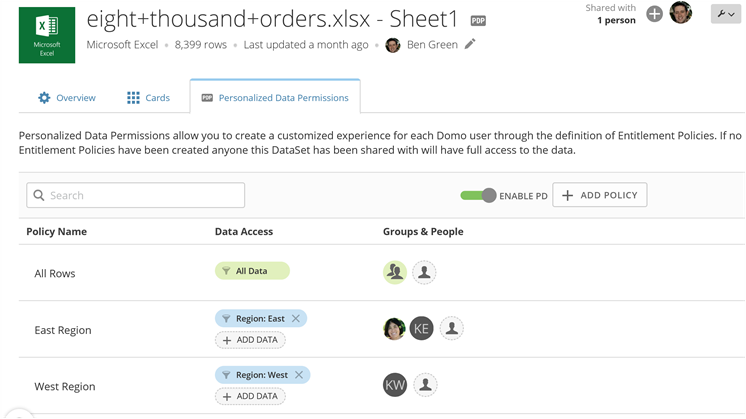 eight+thousand+orders.xlsx - Sheet1 PDP
Shared with
1 person
Microsoft
Excel
Microsoft Excel • 8,399 rows • Last updated a month ago • Ben Green
Overview
Cards
PDP Personalized Data Permissions
Personalized Data Permissions allow you to create a customized experience for each Domo user through the definition of Entitlement Policies. If no
Entitlement Policies have been created anyone this DataSet has been shared with will have full access to the data.
Search
ENABLE PD
+ ADD POLICY
Policy Name Data Access Groups & People
All Rows All Data
East Region Region: East
+ ADD DATA
KE
West Region Region: West
+ ADD DATA
KW